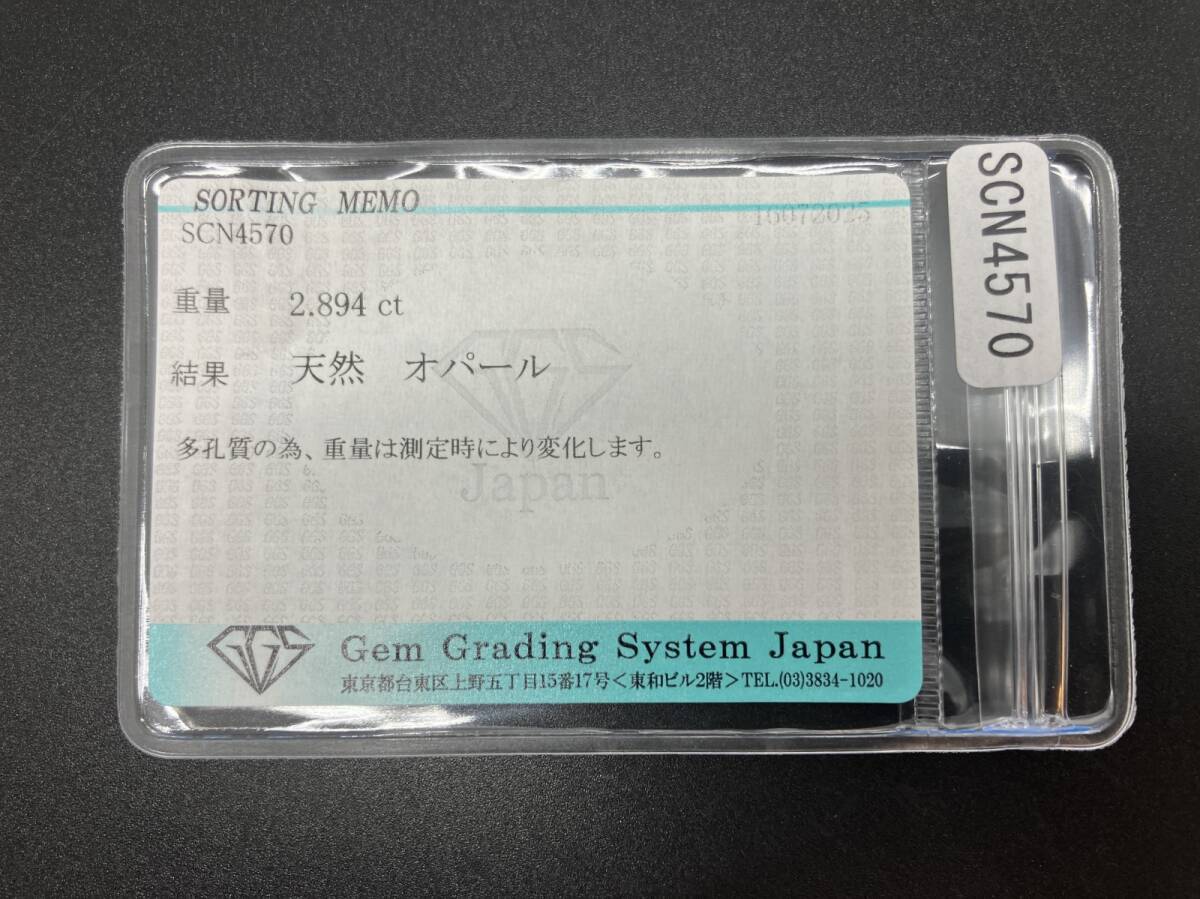 SORTING MEMO
16072025
SCN4570
SCN4570
重量 2.894 ct
結果 天然 オパール
多孔質の為、重量は測定時により変化します。
Japan
GGS
Gem Grading System Japan
東京都台東区上野五丁目15番17号＜東和ビル2階＞TEL.(03)3834-1020